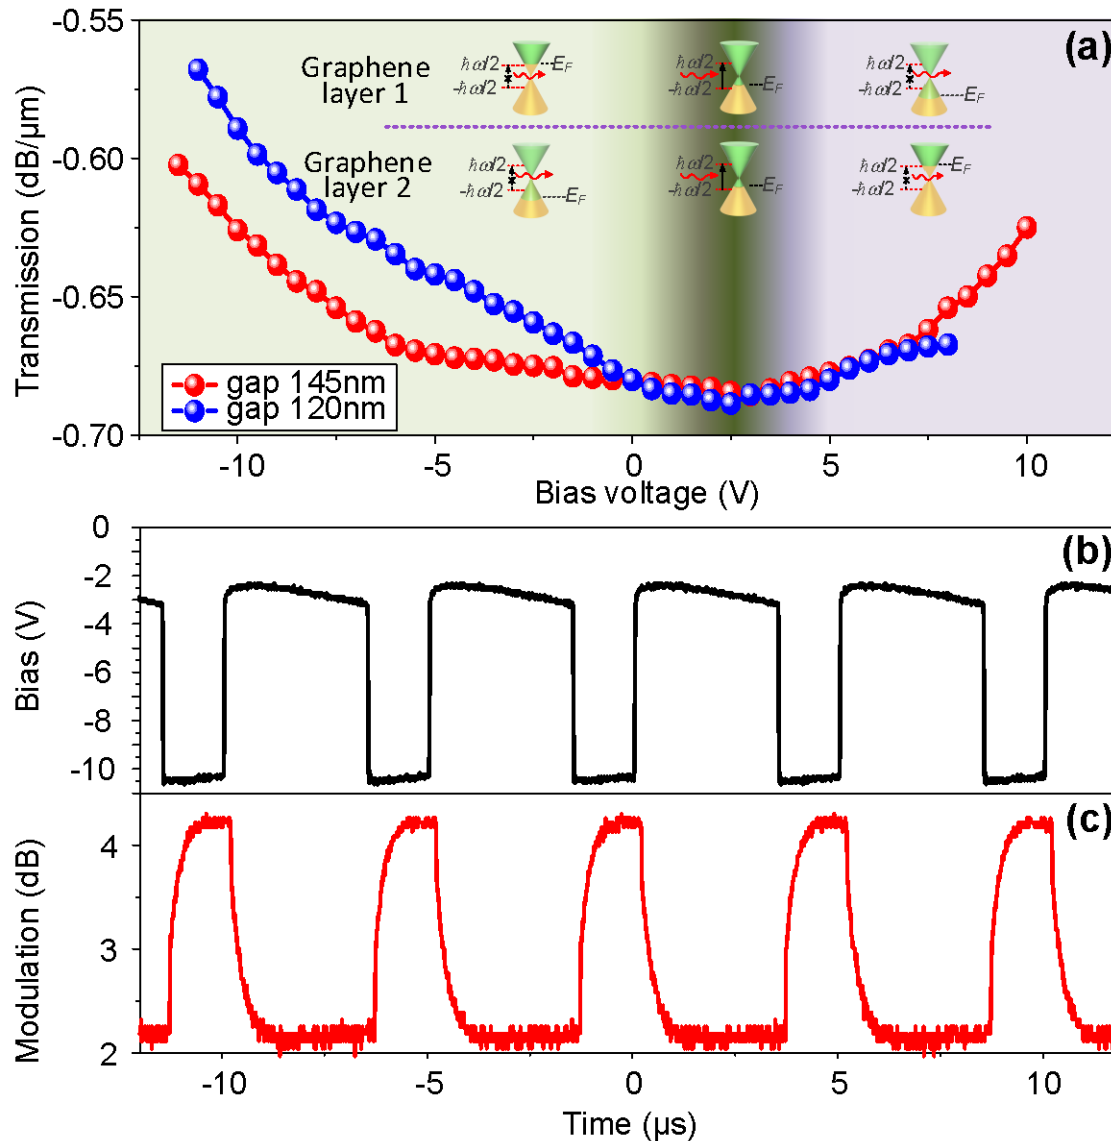 -0.55
-0.60
-0.65
-0.70
Transmission (dB/µm)
(a)
Graphene
layer 1
ħω/2
-ħω/2
E_F
ħω/2
-ħω/2
E_F
ħω/2
-ħω/2
E_F
Graphene
layer 2
ħω/2
-ħω/2
E_F
ħω/2
-ħω/2
E_F
ħω/2
-ħω/2
E_F
gap 145nm
gap 120nm
-10 -5 0 5 10
Bias voltage (V)
(b)
0
-2
-4
-6
-8
-10
Bias (V)
(c)
4
3
2
Modulation (dB)
-10 -5 0 5 10
Time (µs)